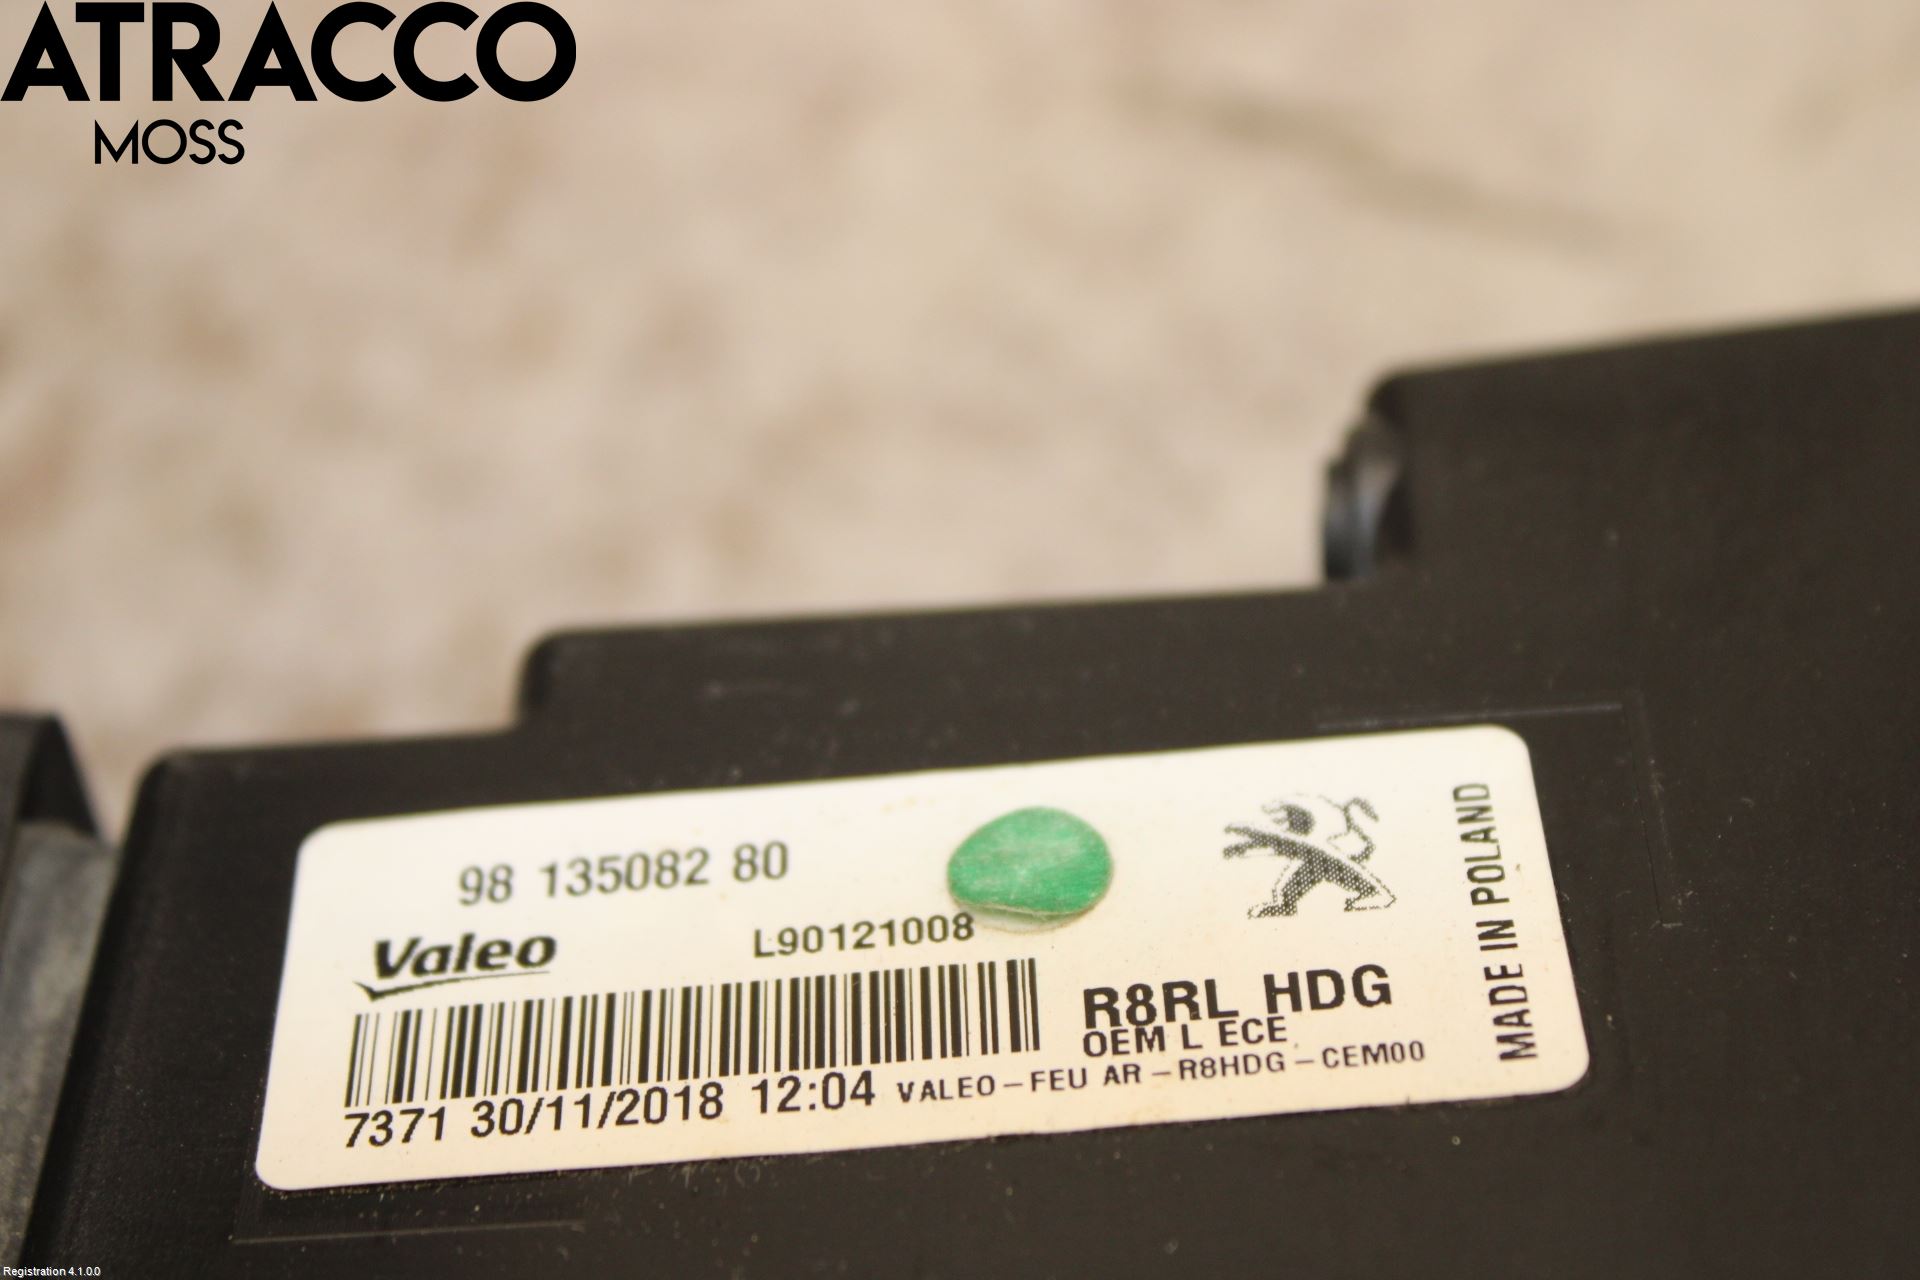 ATRACCO
MOSS
98 135082 80
Valeo
L90121008
R8RL HDG
OEM L ECE
7371 30/11/2018 12:04 VALEO-FEU AR-R8HDG-CEM00
MADE IN POLAND
Registration 4.1.0.0